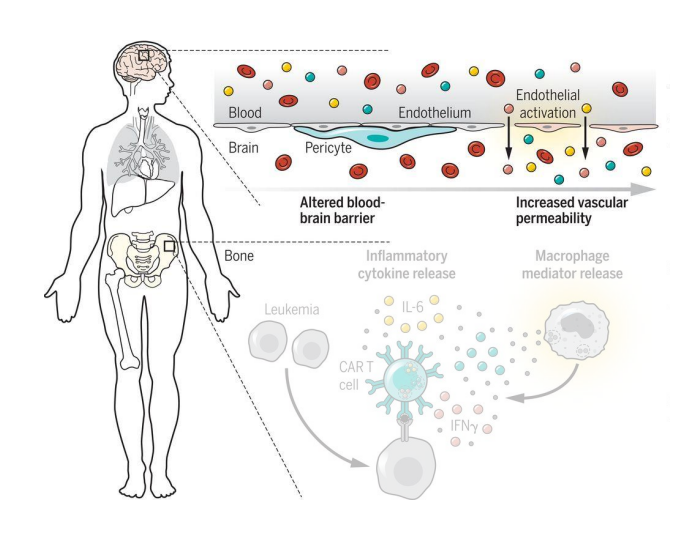 Endothelial
activation
Blood
Endothelium
Brain
Pericyte
Altered blood-
brain barrier
Increased vascular
permeability
Bone
Inflammatory
cytokine release
Macrophage
mediator release
Leukemia
IL-6
CAR T
cell
IFNγ